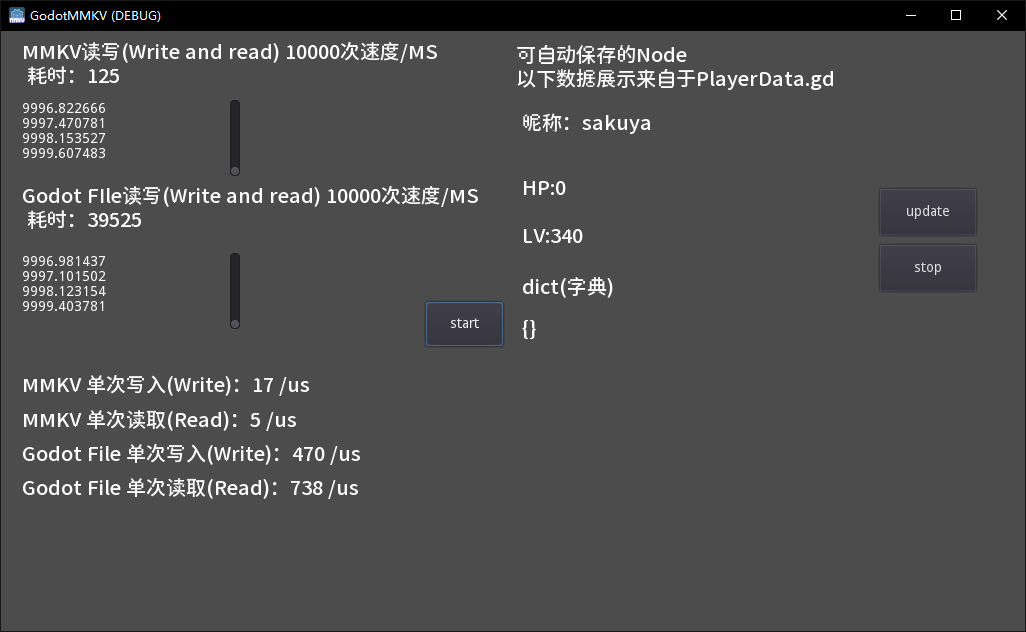 GodotMMKV (DEBUG)
MMKV读写(Write and read) 10000次速度/MS
耗时：125
9996.822666
9997.470781
9998.153527
9999.607483
Godot FIle读写(Write and read) 10000次速度/MS
耗时：39525
9996.981437
9997.101502
9998.123154
9999.403781
start
MMKV 单次写入(Write)：17 /us
MMKV 单次读取(Read)：5 /us
Godot File 单次写入(Write)：470 /us
Godot File 单次读取(Read)：738 /us
可自动保存的Node
以下数据展示来自于PlayerData.gd
昵称：sakuya
HP:0
LV:340
dict(字典)
{}
update
stop